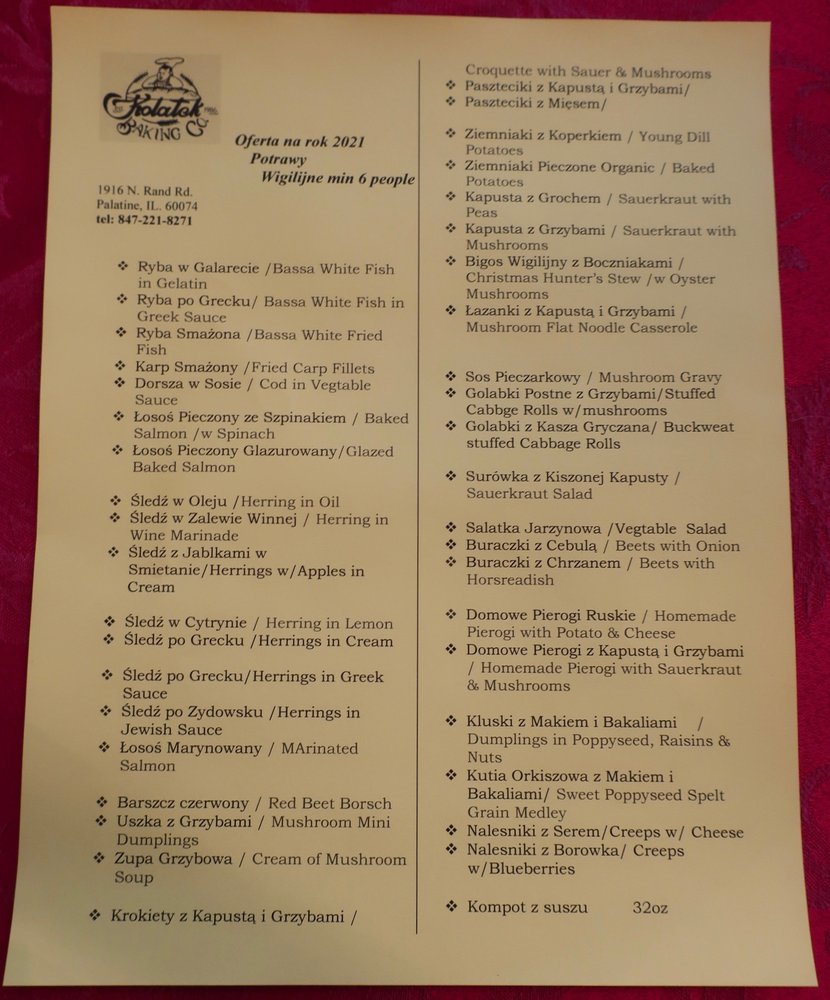 Kolatek
BAKING Co
Oferta na rok 2021
Potrawy
Wigilijne min 6 people
1916 N. Rand Rd.
Palatine, IL. 60074
tel: 847-221-8271
❖ Ryba w Galarecie /Bassa White Fish
in Gelatin
❖ Ryba po Grecku/ Bassa White Fish in
Greek Sauce
❖ Ryba Smażona /Bassa White Fried
Fish
❖ Karp Smażony /Fried Carp Fillets
❖ Dorsza w Sosie / Cod in Vegtable
Sauce
❖ Łosoś Pieczony ze Szpinakiem / Baked
Salmon /w Spinach
❖ Łosoś Pieczony Glazurowany/Glazed
Baked Salmon
❖ Śledź w Oleju /Herring in Oil
❖ Śledź w Zalewie Winnej / Herring in
Wine Marinade
❖ Śledź z Jablkami w
Smietanie/Herrings w/Apples in
Cream
❖ Śledź w Cytrynie / Herring in Lemon
❖ Śledź po Grecku /Herrings in Cream
❖ Śledź po Grecku/Herrings in Greek
Sauce
❖ Śledź po Zydowsku /Herrings in
Jewish Sauce
❖ Łosoś Marynowany / MArinated
Salmon
❖ Barszcz czerwony / Red Beet Borsch
❖ Uszka z Grzybami / Mushroom Mini
Dumplings
❖ Zupa Grzybowa / Cream of Mushroom
Soup
❖ Krokiety z Kapustą i Grzybami /
Croquette with Sauer & Mushrooms
❖ Paszteciki z Kapustą i Grzybami/
❖ Paszteciki z Mięsem/
❖ Ziemniaki z Koperkiem / Young Dill
Potatoes
❖ Ziemniaki Pieczone Organic / Baked
Potatoes
❖ Kapusta z Grochem / Sauerkraut with
Peas
❖ Kapusta z Grzybami / Sauerkraut with
Mushrooms
❖ Bigos Wigilijny z Boczniakami /
Christmas Hunter's Stew /w Oyster
Mushrooms
❖ Łazanki z Kapustą i Grzybami /
Mushroom Flat Noodle Casserole
❖ Sos Pieczarkowy / Mushroom Gravy
❖ Golabki Postne z Grzybami/Stuffed
Cabbge Rolls w/mushrooms
❖ Golabki z Kasza Gryczana/ Buckweat
stuffed Cabbage Rolls
❖ Surówka z Kiszonej Kapusty /
Sauerkraut Salad
❖ Salatka Jarzynowa /Vegtable Salad
❖ Buraczki z Cebulą / Beets with Onion
❖ Buraczki z Chrzanem / Beets with
Horsreadish
❖ Domowe Pierogi Ruskie / Homemade
Pierogi with Potato & Cheese
❖ Domowe Pierogi z Kapustą i Grzybami
/ Homemade Pierogi with Sauerkraut
& Mushrooms
❖ Kluski z Makiem i Bakaliami /
Dumplings in Poppyseed, Raisins &
Nuts
❖ Kutia Orkiszowa z Makiem i
Bakaliami/ Sweet Poppyseed Spelt
Grain Medley
❖ Nalesniki z Serem/Creeps w/ Cheese
❖ Nalesniki z Borowka/ Creeps
w/Blueberries
❖ Kompot z suszu 32oz